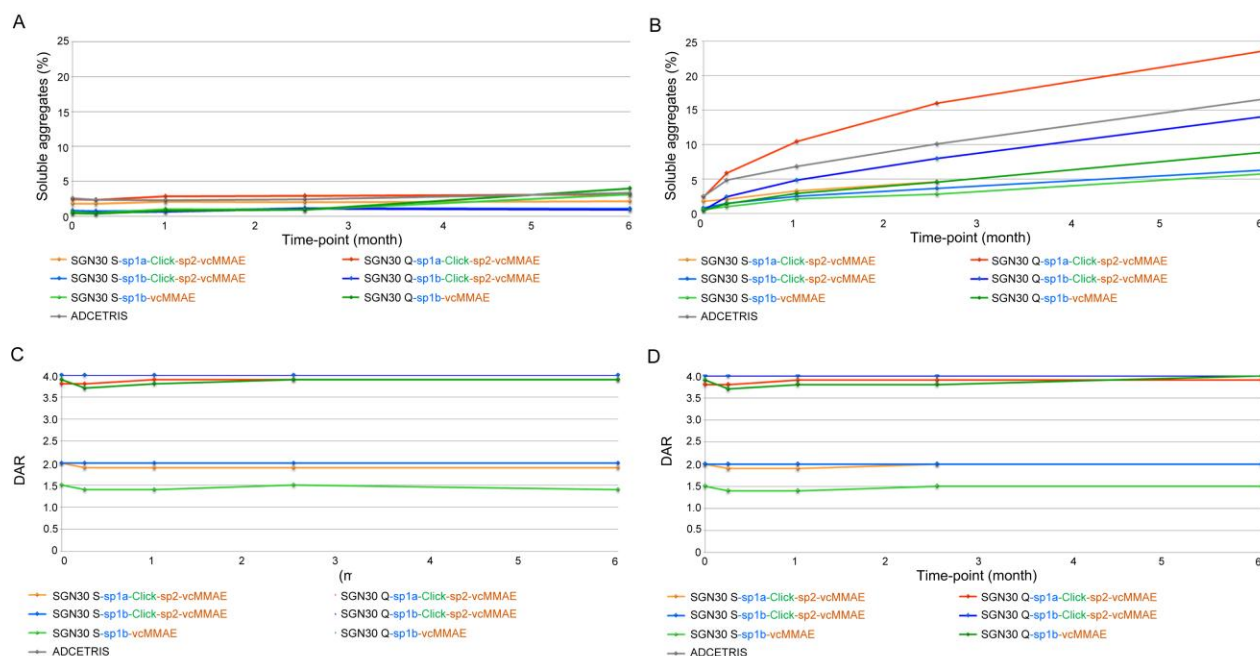 A
Soluble aggregates (%)
25
20
15
10
5
0
0 1 2 3 4 5 6
Time-point (month)
SGN30 S-sp1a-Click-sp2-vcMMAE
SGN30 Q-sp1a-Click-sp2-vcMMAE
SGN30 S-sp1b-Click-sp2-vcMMAE
SGN30 Q-sp1b-Click-sp2-vcMMAE
SGN30 S-sp1b-vcMMAE
SGN30 Q-sp1b-vcMMAE
ADCETRIS
B
Soluble aggregates (%)
25
20
15
10
5
0
0 1 2 3 4 5 6
Time-point (month)
SGN30 S-sp1a-Click-sp2-vcMMAE
SGN30 Q-sp1a-Click-sp2-vcMMAE
SGN30 S-sp1b-Click-sp2-vcMMAE
SGN30 Q-sp1b-Click-sp2-vcMMAE
SGN30 S-sp1b-vcMMAE
SGN30 Q-sp1b-vcMMAE
ADCETRIS
C
DAR
4.0
3.5
3.0
2.5
2.0
1.5
1.0
0.5
0
0 1 2 3 4 5 6
(m
SGN30 S-sp1a-Click-sp2-vcMMAE
SGN30 Q-sp1a-Click-sp2-vcMMAE
SGN30 S-sp1b-Click-sp2-vcMMAE
SGN30 Q-sp1b-Click-sp2-vcMMAE
SGN30 S-sp1b-vcMMAE
SGN30 Q-sp1b-vcMMAE
ADCETRIS
D
DAR
4.0
3.5
3.0
2.5
2.0
1.5
1.0
0.5
0
0 1 2 3 4 5 6
Time-point (month)
SGN30 S-sp1a-Click-sp2-vcMMAE
SGN30 Q-sp1a-Click-sp2-vcMMAE
SGN30 S-sp1b-Click-sp2-vcMMAE
SGN30 Q-sp1b-Click-sp2-vcMMAE
SGN30 S-sp1b-vcMMAE
SGN30 Q-sp1b-vcMMAE
ADCETRIS